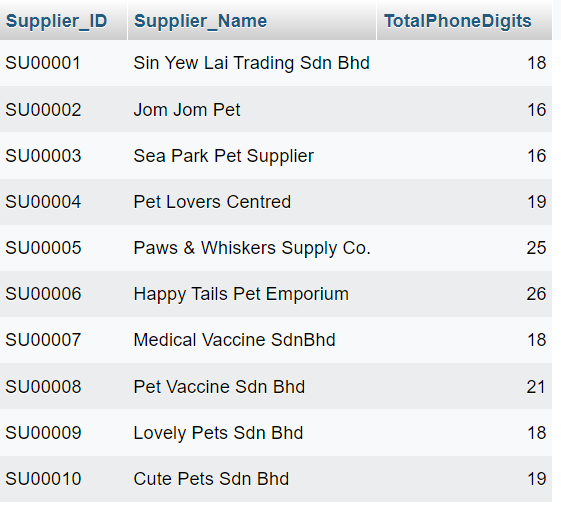 Supplier_ID Supplier_Name TotalPhoneDigits
SU00001 Sin Yew Lai Trading Sdn Bhd 18
SU00002 Jom Jom Pet 16
SU00003 Sea Park Pet Supplier 16
SU00004 Pet Lovers Centred 19
SU00005 Paws & Whiskers Supply Co. 25
SU00006 Happy Tails Pet Emporium 26
SU00007 Medical Vaccine SdnBhd 18
SU00008 Pet Vaccine Sdn Bhd 21
SU00009 Lovely Pets Sdn Bhd 18
SU00010 Cute Pets Sdn Bhd 19